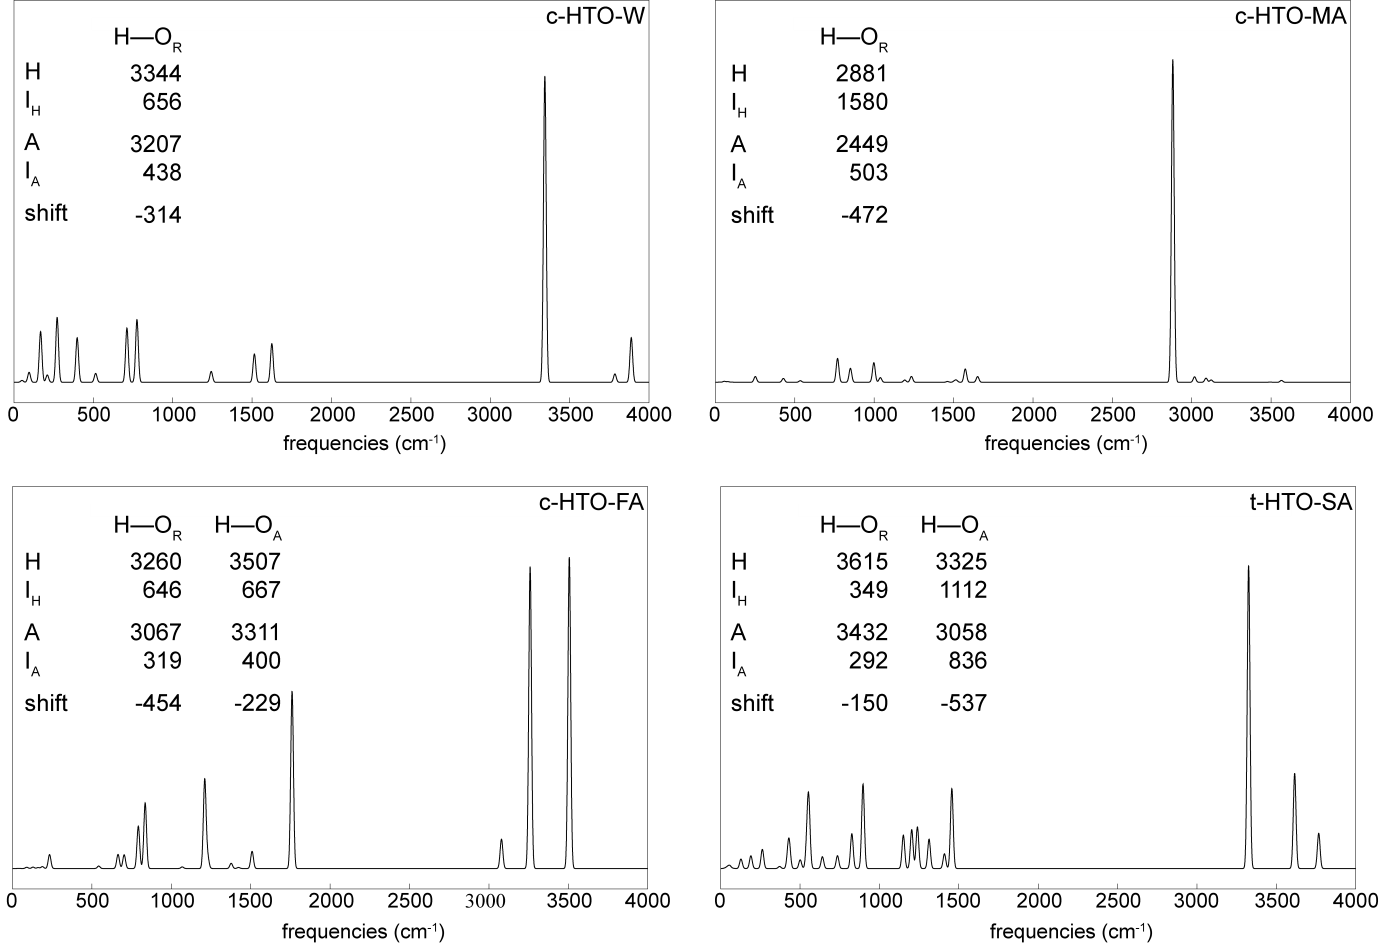 c-HTO-W
H—O_R
H 3344
I_H 656
A 3207
I_A 438
shift -314
0 500 1000 1500 2000 2500 3000 3500 4000
frequencies (cm⁻¹)
c-HTO-MA
H—O_R
H 2881
I_H 1580
A 2449
I_A 503
shift -472
0 500 1000 1500 2000 2500 3000 3500 4000
frequencies (cm⁻¹)
c-HTO-FA
H—O_R H—O_A
H 3260 3507
I_H 646 667
A 3067 3311
I_A 319 400
shift -454 -229
0 500 1000 1500 2000 2500 3000 3500 4000
frequencies (cm⁻¹)
t-HTO-SA
H—O_R H—O_A
H 3615 3325
I_H 349 1112
A 3432 3058
I_A 292 836
shift -150 -537
0 500 1000 1500 2000 2500 3000 3500 4000
frequencies (cm⁻¹)